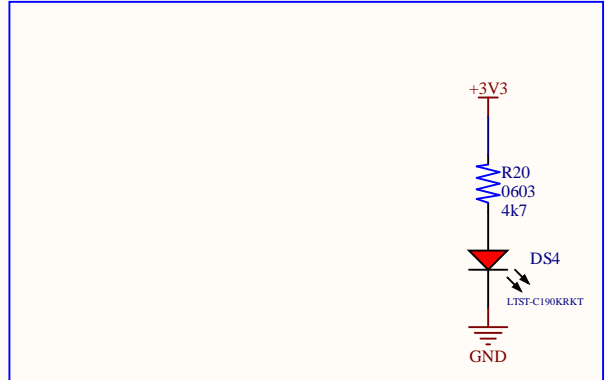 +3V3
R20
0603
4k7
DS4
LTST-C190KRKT
GND